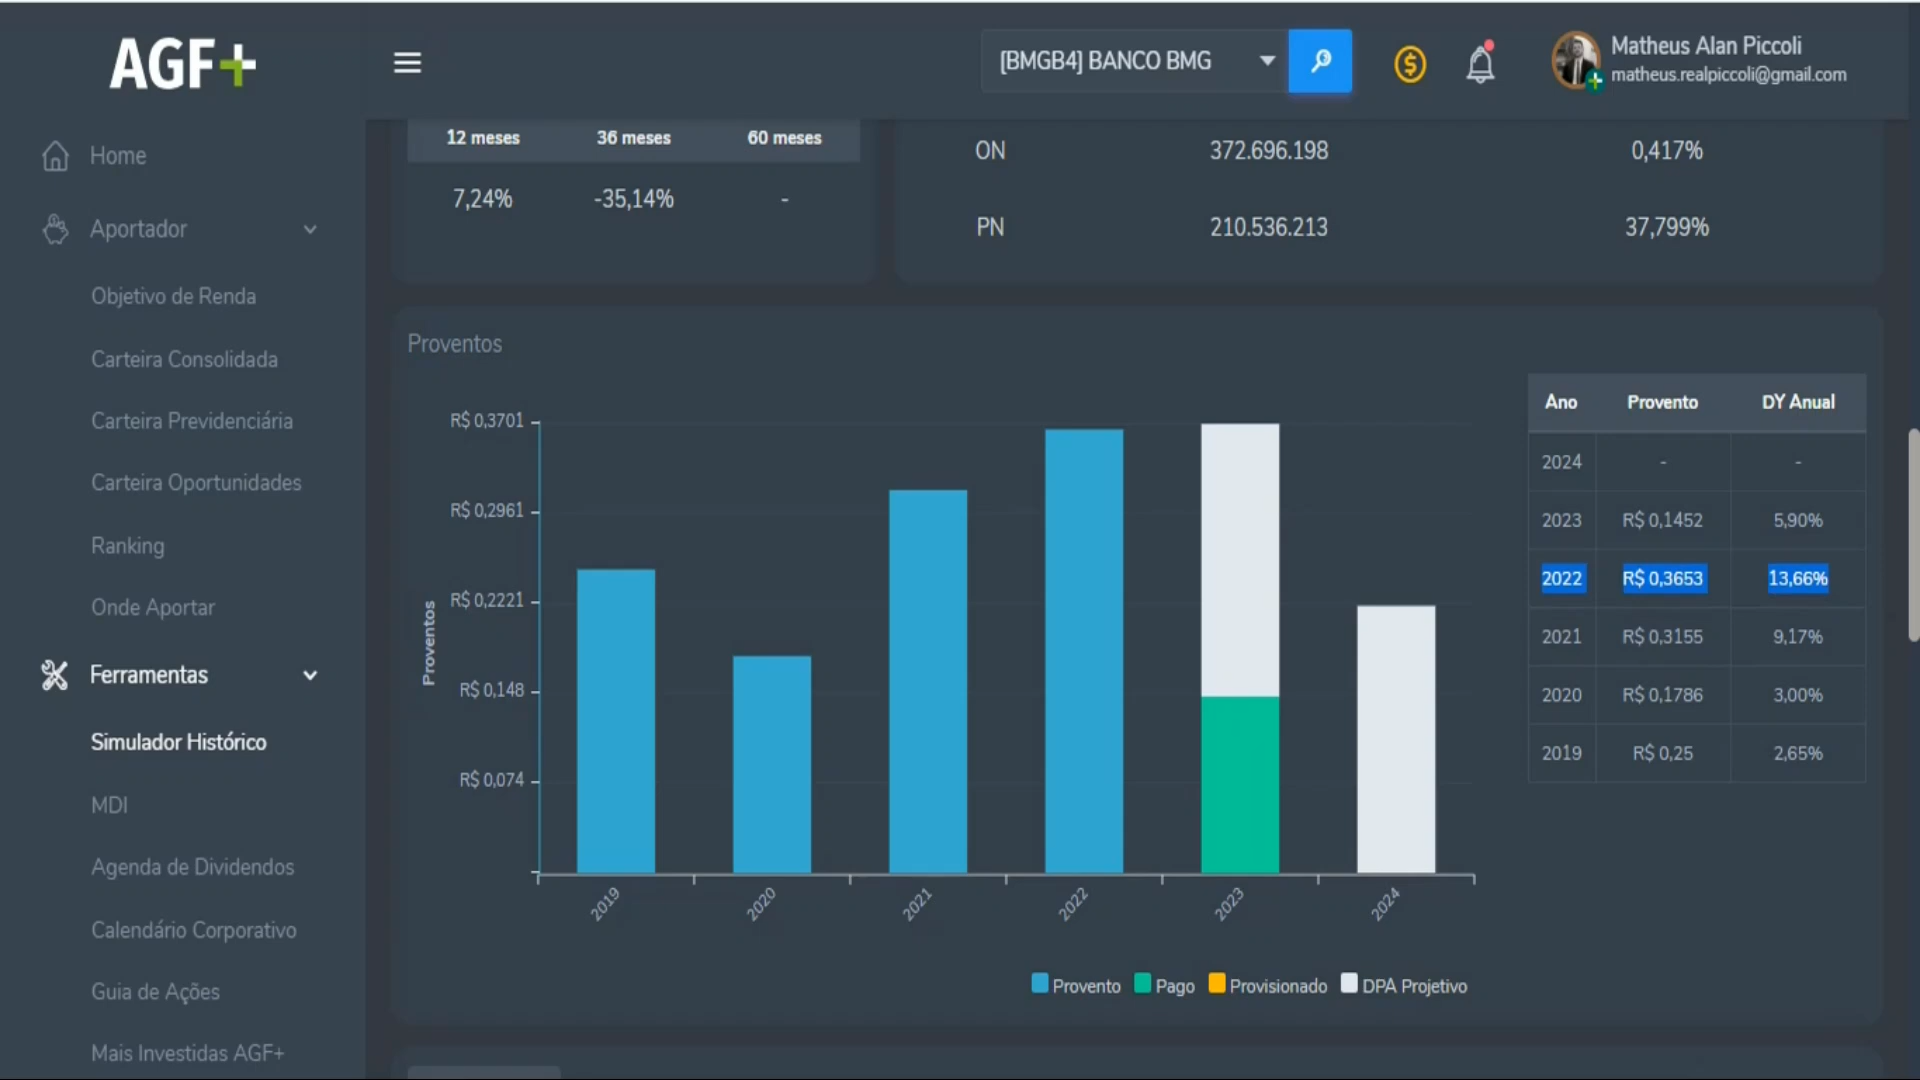 AGF+
[BMGB4] BANCO BMG
Matheus Alan Piccoli
matheus.realpiccoli@gmail.com
Home
Aportador
Objetivo de Renda
Carteira Consolidada
Carteira Previdenciária
Carteira Oportunidades
Ranking
Onde Aportar
Ferramentas
Simulador Histórico
MDI
Agenda de Dividendos
Calendário Corporativo
Guia de Ações
Mais Investidas AGF+
12 meses 36 meses 60 meses
7,24% -35,14% -
ON 372.696.198 0,417%
PN 210.536.213 37,799%
Proventos
Proventos
R$ 0,3701
R$ 0,2961
R$ 0,2221
R$ 0,148
R$ 0,074
2019 2020 2021 2022 2023 2024
Provento Pago Provisionado DPA Projetivo
Ano Provento DY Anual
2024 - -
2023 R$ 0,1452 5,90%
2022 R$ 0,3653 13,66%
2021 R$ 0,3155 9,17%
2020 R$ 0,1786 3,00%
2019 R$ 0,25 2,65%